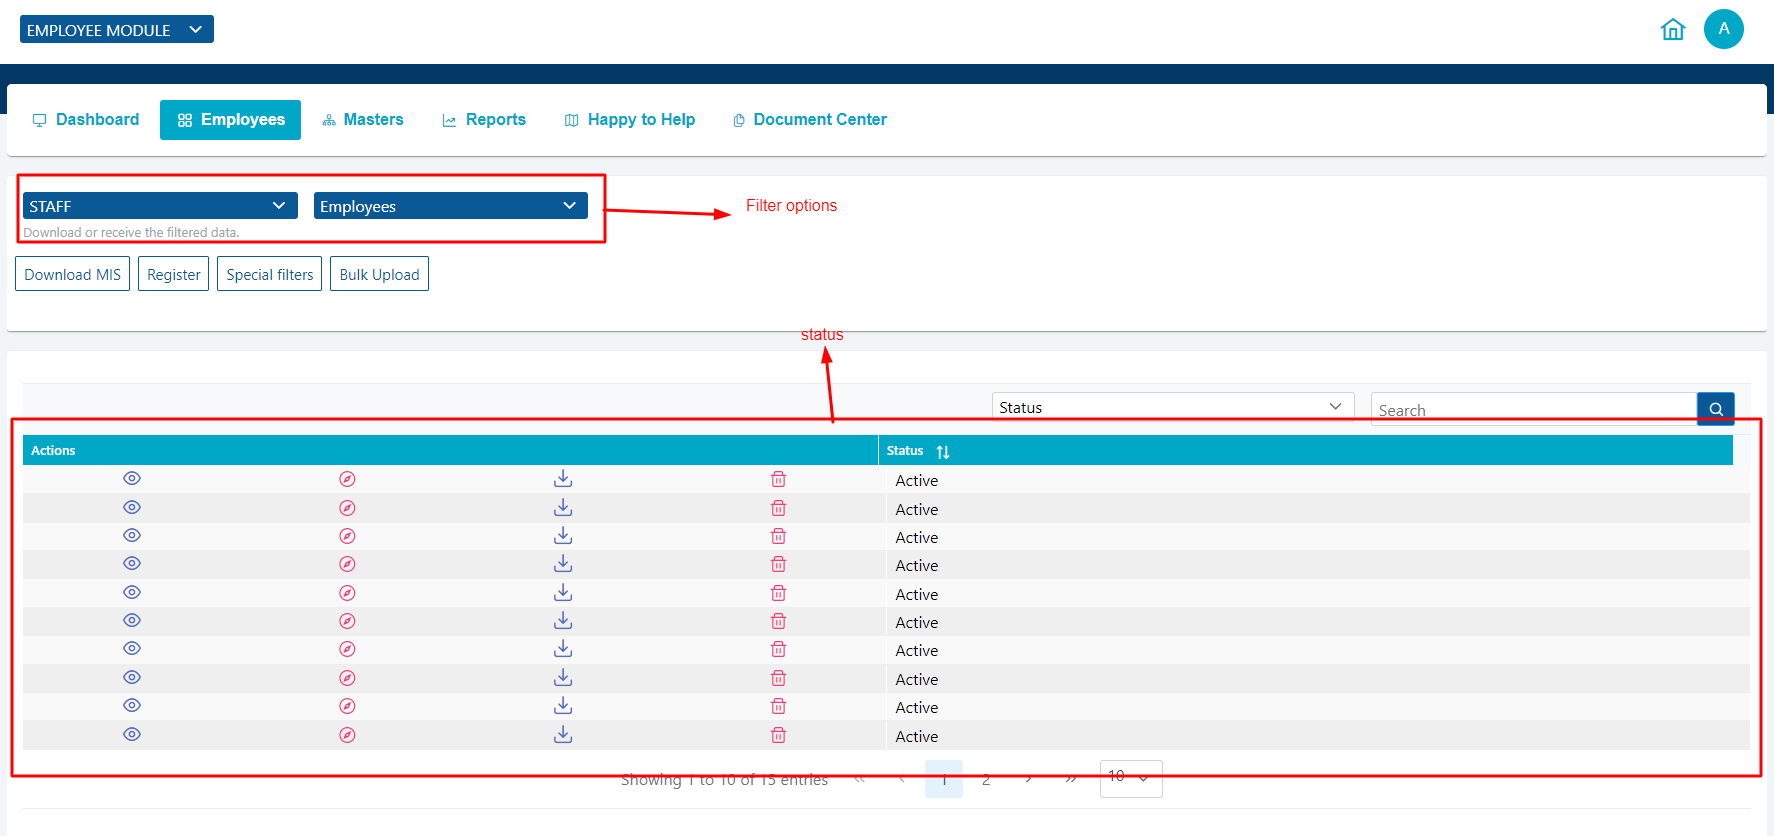 EMPLOYEE MODULE
A
Dashboard Employees Masters Reports Happy to Help Document Center
STAFF Employees
Filter options
Download or receive the filtered data.
Download MIS Register Special filters Bulk Upload
status
Status Search
Actions Status
Active
Active
Active
Active
Active
Active
Active
Active
Active
Active
Showing 1 to 10 of 15 entries « ‹ 1 2 › » 10